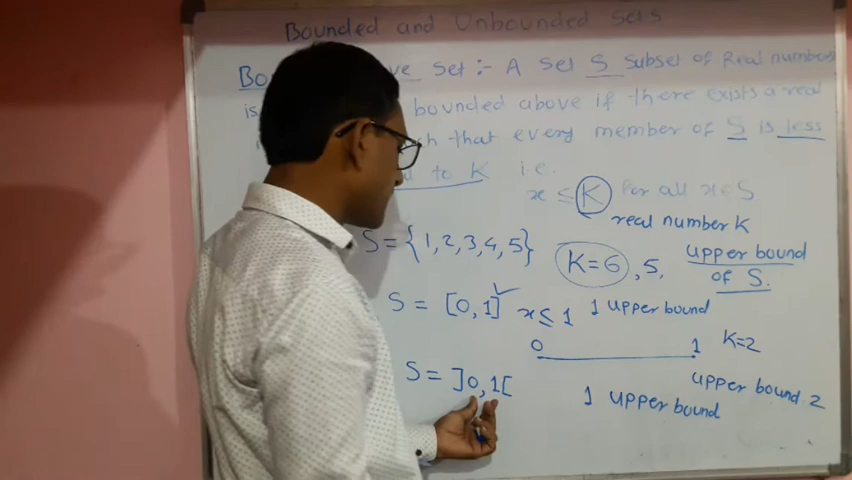 Bounded and Unbounded Sets
Bo ve Set :- A Set S subset of Real numbers
is bounded above if there exists a real
that every member of S is less
to K i.e.
x ≤ K for all x ∈ S
real number K
S = {1, 2, 3, 4, 5} K = 6, 5, upper bound of S.
S = [0, 1] ✓ x ≤ 1 1 upper bound
0 1 K = 2
S = ]0, 1[ upper bound 2
1 upper bound